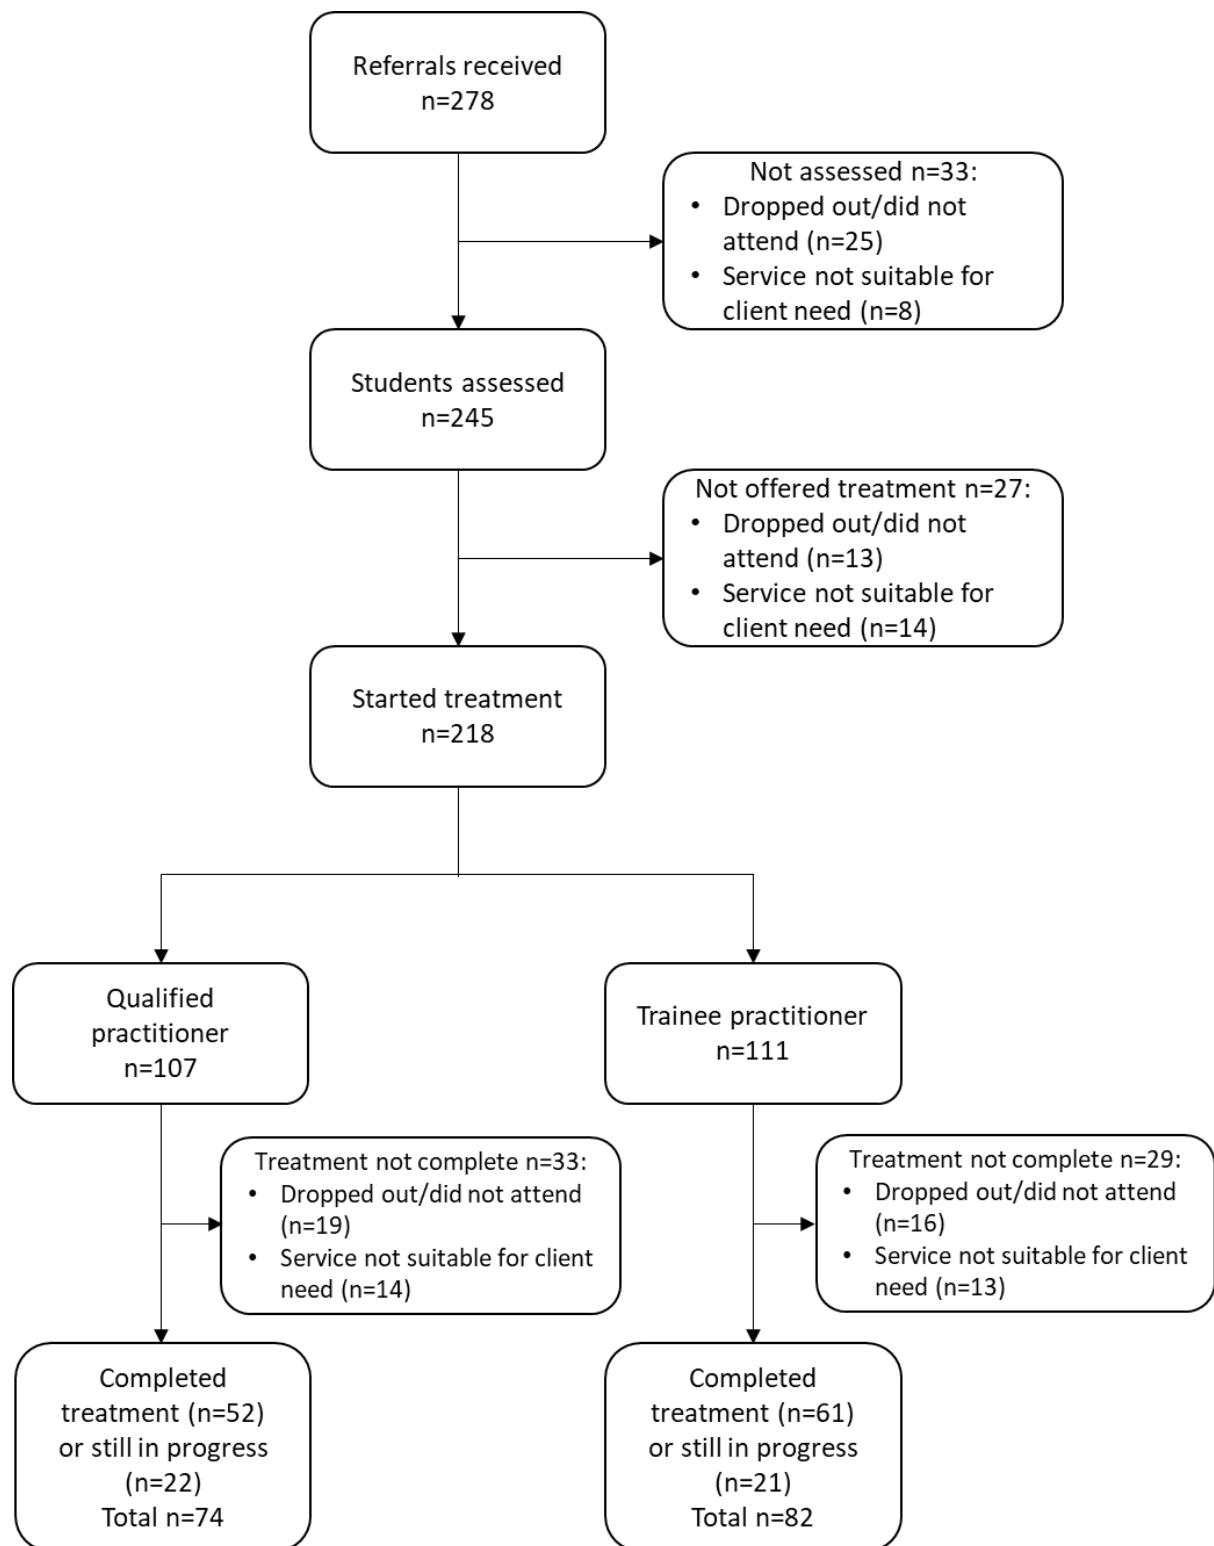 Referrals received
n=278
Not assessed n=33:
• Dropped out/did not
attend (n=25)
• Service not suitable for
client need (n=8)
Students assessed
n=245
Not offered treatment n=27:
• Dropped out/did not
attend (n=13)
• Service not suitable for
client need (n=14)
Started treatment
n=218
Qualified
practitioner
n=107
Trainee practitioner
n=111
Treatment not complete n=33:
• Dropped out/did not attend
(n=19)
• Service not suitable for client
need (n=14)
Treatment not complete n=29:
• Dropped out/did not attend
(n=16)
• Service not suitable for client
need (n=13)
Completed
treatment (n=52)
or still in progress
(n=22)
Total n=74
Completed
treatment (n=61)
or still in progress
(n=21)
Total n=82